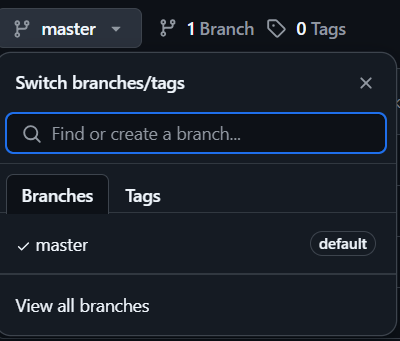 master 1 Branch 0 Tags
Switch branches/tags
Find or create a branch...
Branches Tags
master default
View all branches